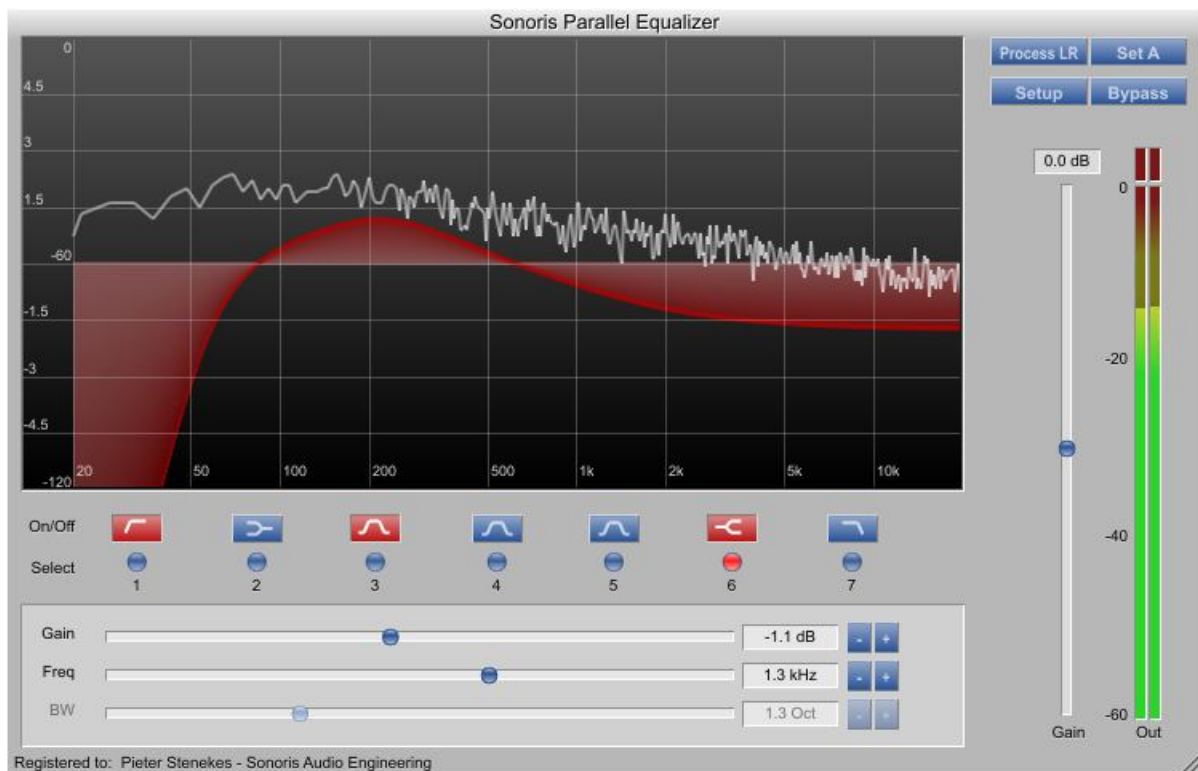 Sonoris Parallel Equalizer
0
4.5
3
1.5
-60
-1.5
-3
-4.5
-120
20 50 100 200 500 1k 2k 5k 10k
Process LR Set A
Setup Bypass
0.0 dB
0
-20
-40
-60
Gain Out
On/Off
Select
1 2 3 4 5 6 7
Gain -1.1 dB - +
Freq 1.3 kHz - +
BW 1.3 Oct - +
Registered to: Pieter Stenekes - Sonoris Audio Engineering